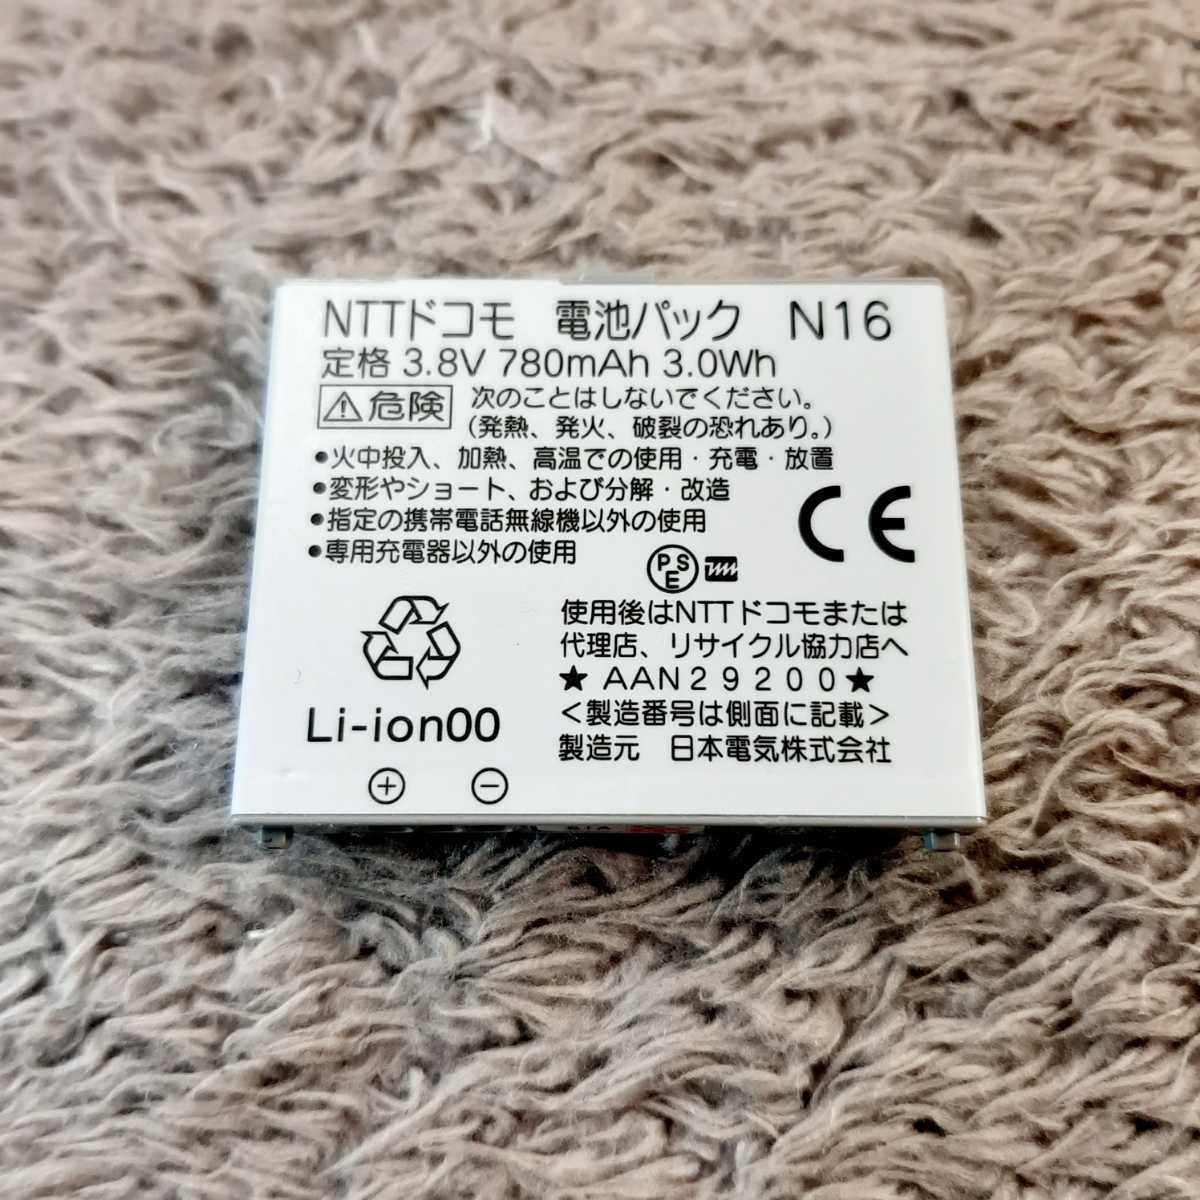 NTTドコモ 電池パック N16
定格 3.8V 780mAh 3.0Wh
危険 次のことはしないでください。
(発熱、発火、破裂の恐れあり。)
•火中投入、加熱、高温での使用・充電・放置
•変形やショート、および分解・改造
•指定の携帯電話無線機以外の使用
•専用充電器以外の使用
CE
PSE
使用後はNTTドコモまたは
代理店、リサイクル協力店へ
★AAN29200★
<製造番号は側面に記載>
製造元 日本電気株式会社
Li-ion00
⊕ ⊖